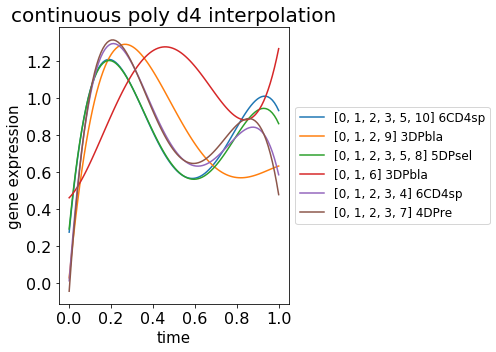 continuous poly d4 interpolation
gene expression
1.2
1.0
0.8
0.6
0.4
0.2
0.0
0.0 0.2 0.4 0.6 0.8 1.0
time
[0, 1, 2, 3, 5, 10] 6CD4sp
[0, 1, 2, 9] 3DPbla
[0, 1, 2, 3, 5, 8] 5DPsel
[0, 1, 6] 3DPbla
[0, 1, 2, 3, 4] 6CD4sp
[0, 1, 2, 3, 7] 4DPre